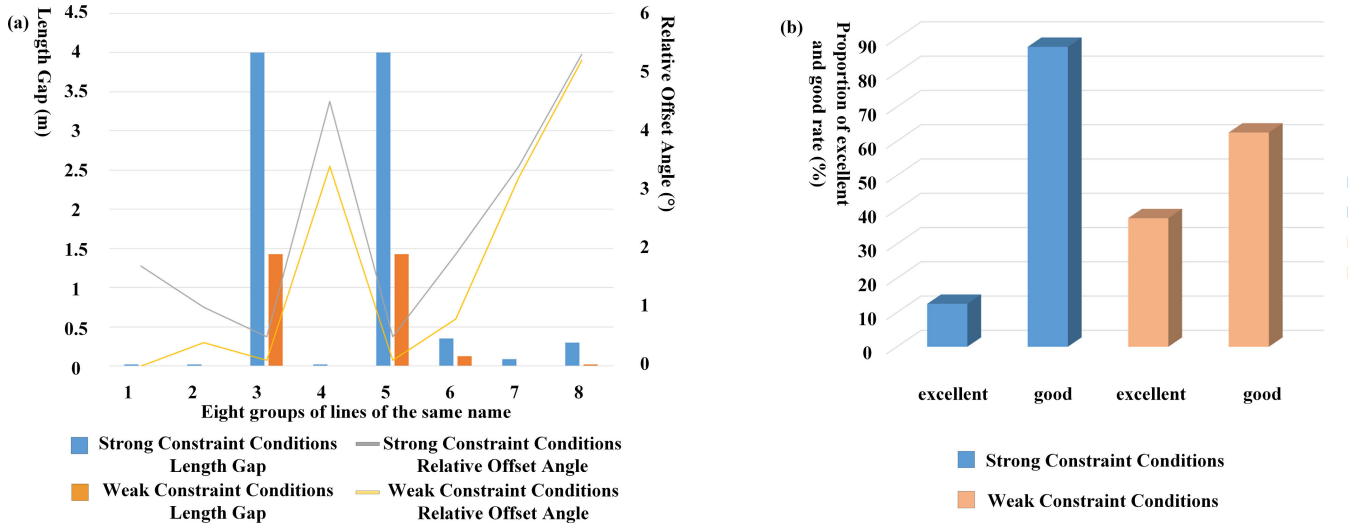 (a)
Length Gap (m)
4.5
4
3.5
3
2.5
2
1.5
1
0.5
0
6
5
4
3
2
1
0
Relative Offset Angle (°)
1 2 3 4 5 6 7 8
Eight groups of lines of the same name
Strong Constraint Conditions
Length Gap
Strong Constraint Conditions
Relative Offset Angle
Weak Constraint Conditions
Length Gap
Weak Constraint Conditions
Relative Offset Angle
(b)
Proportion of excellent
and good rate (%)
90
80
70
60
50
40
30
20
10
0
excellent good excellent good
Strong Constraint Conditions
Weak Constraint Conditions